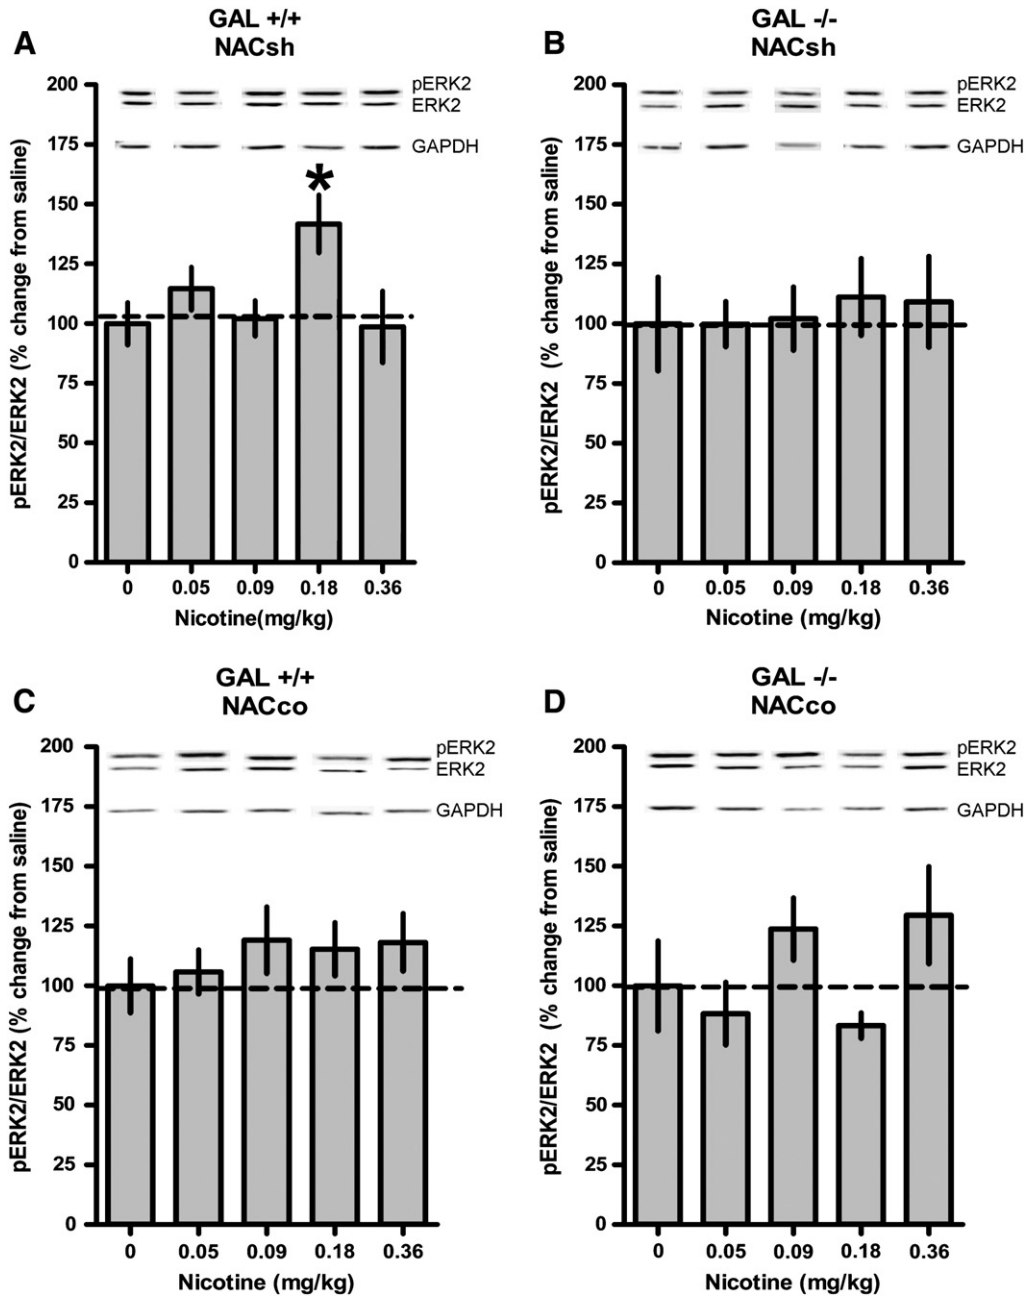 A
GAL +/+
NACsh
pERK2/ERK2 (% change from saline)
200
175
150
125
100
75
50
25
0
pERK2
ERK2
GAPDH
*
0 0.05 0.09 0.18 0.36
Nicotine(mg/kg)
B
GAL -/-
NACsh
pERK2/ERK2 (% change from saline)
200
175
150
125
100
75
50
25
0
pERK2
ERK2
GAPDH
0 0.05 0.09 0.18 0.36
Nicotine (mg/kg)
C
GAL +/+
NACco
pERK2/ERK2 (% change from saline)
200
175
150
125
100
75
50
25
0
pERK2
ERK2
GAPDH
0 0.05 0.09 0.18 0.36
Nicotine (mg/kg)
D
GAL -/-
NACco
pERK2/ERK2 (% change from saline)
200
175
150
125
100
75
50
25
0
pERK2
ERK2
GAPDH
0 0.05 0.09 0.18 0.36
Nicotine (mg/kg)